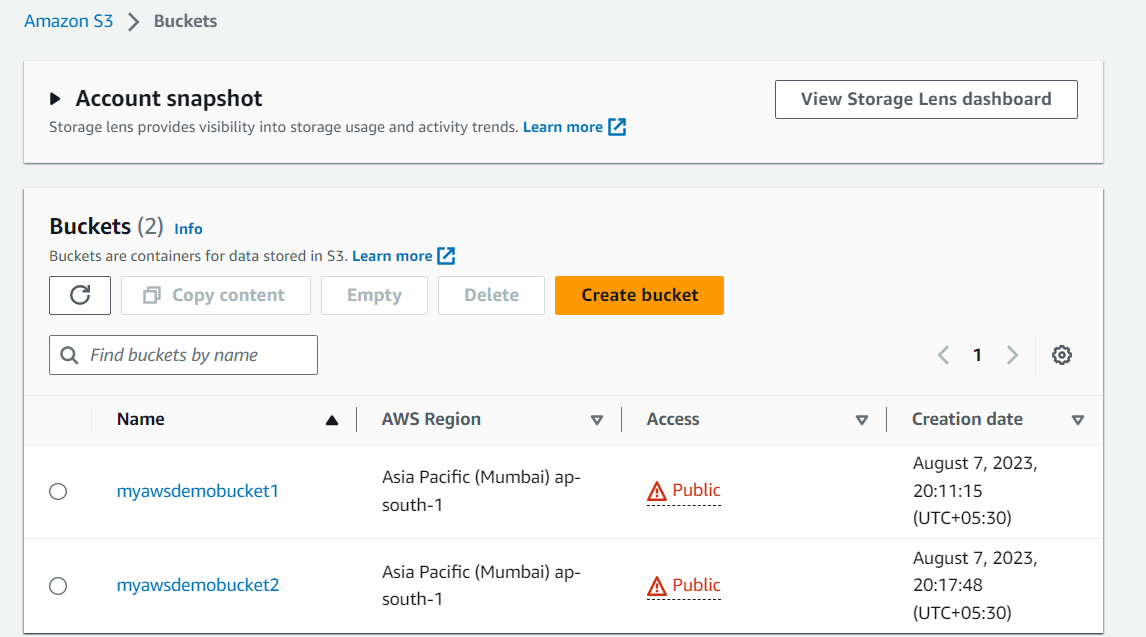 Amazon S3 > Buckets
Account snapshot
View Storage Lens dashboard
Storage lens provides visibility into storage usage and activity trends. Learn more
Buckets (2) Info
Buckets are containers for data stored in S3. Learn more
Copy content Empty Delete Create bucket
Find buckets by name 1
Name AWS Region Access Creation date
myawsdemobucket1 Asia Pacific (Mumbai) ap- Public August 7, 2023,
south-1 20:11:15
(UTC+05:30)
myawsdemobucket2 Asia Pacific (Mumbai) ap- Public August 7, 2023,
south-1 20:17:48
(UTC+05:30)